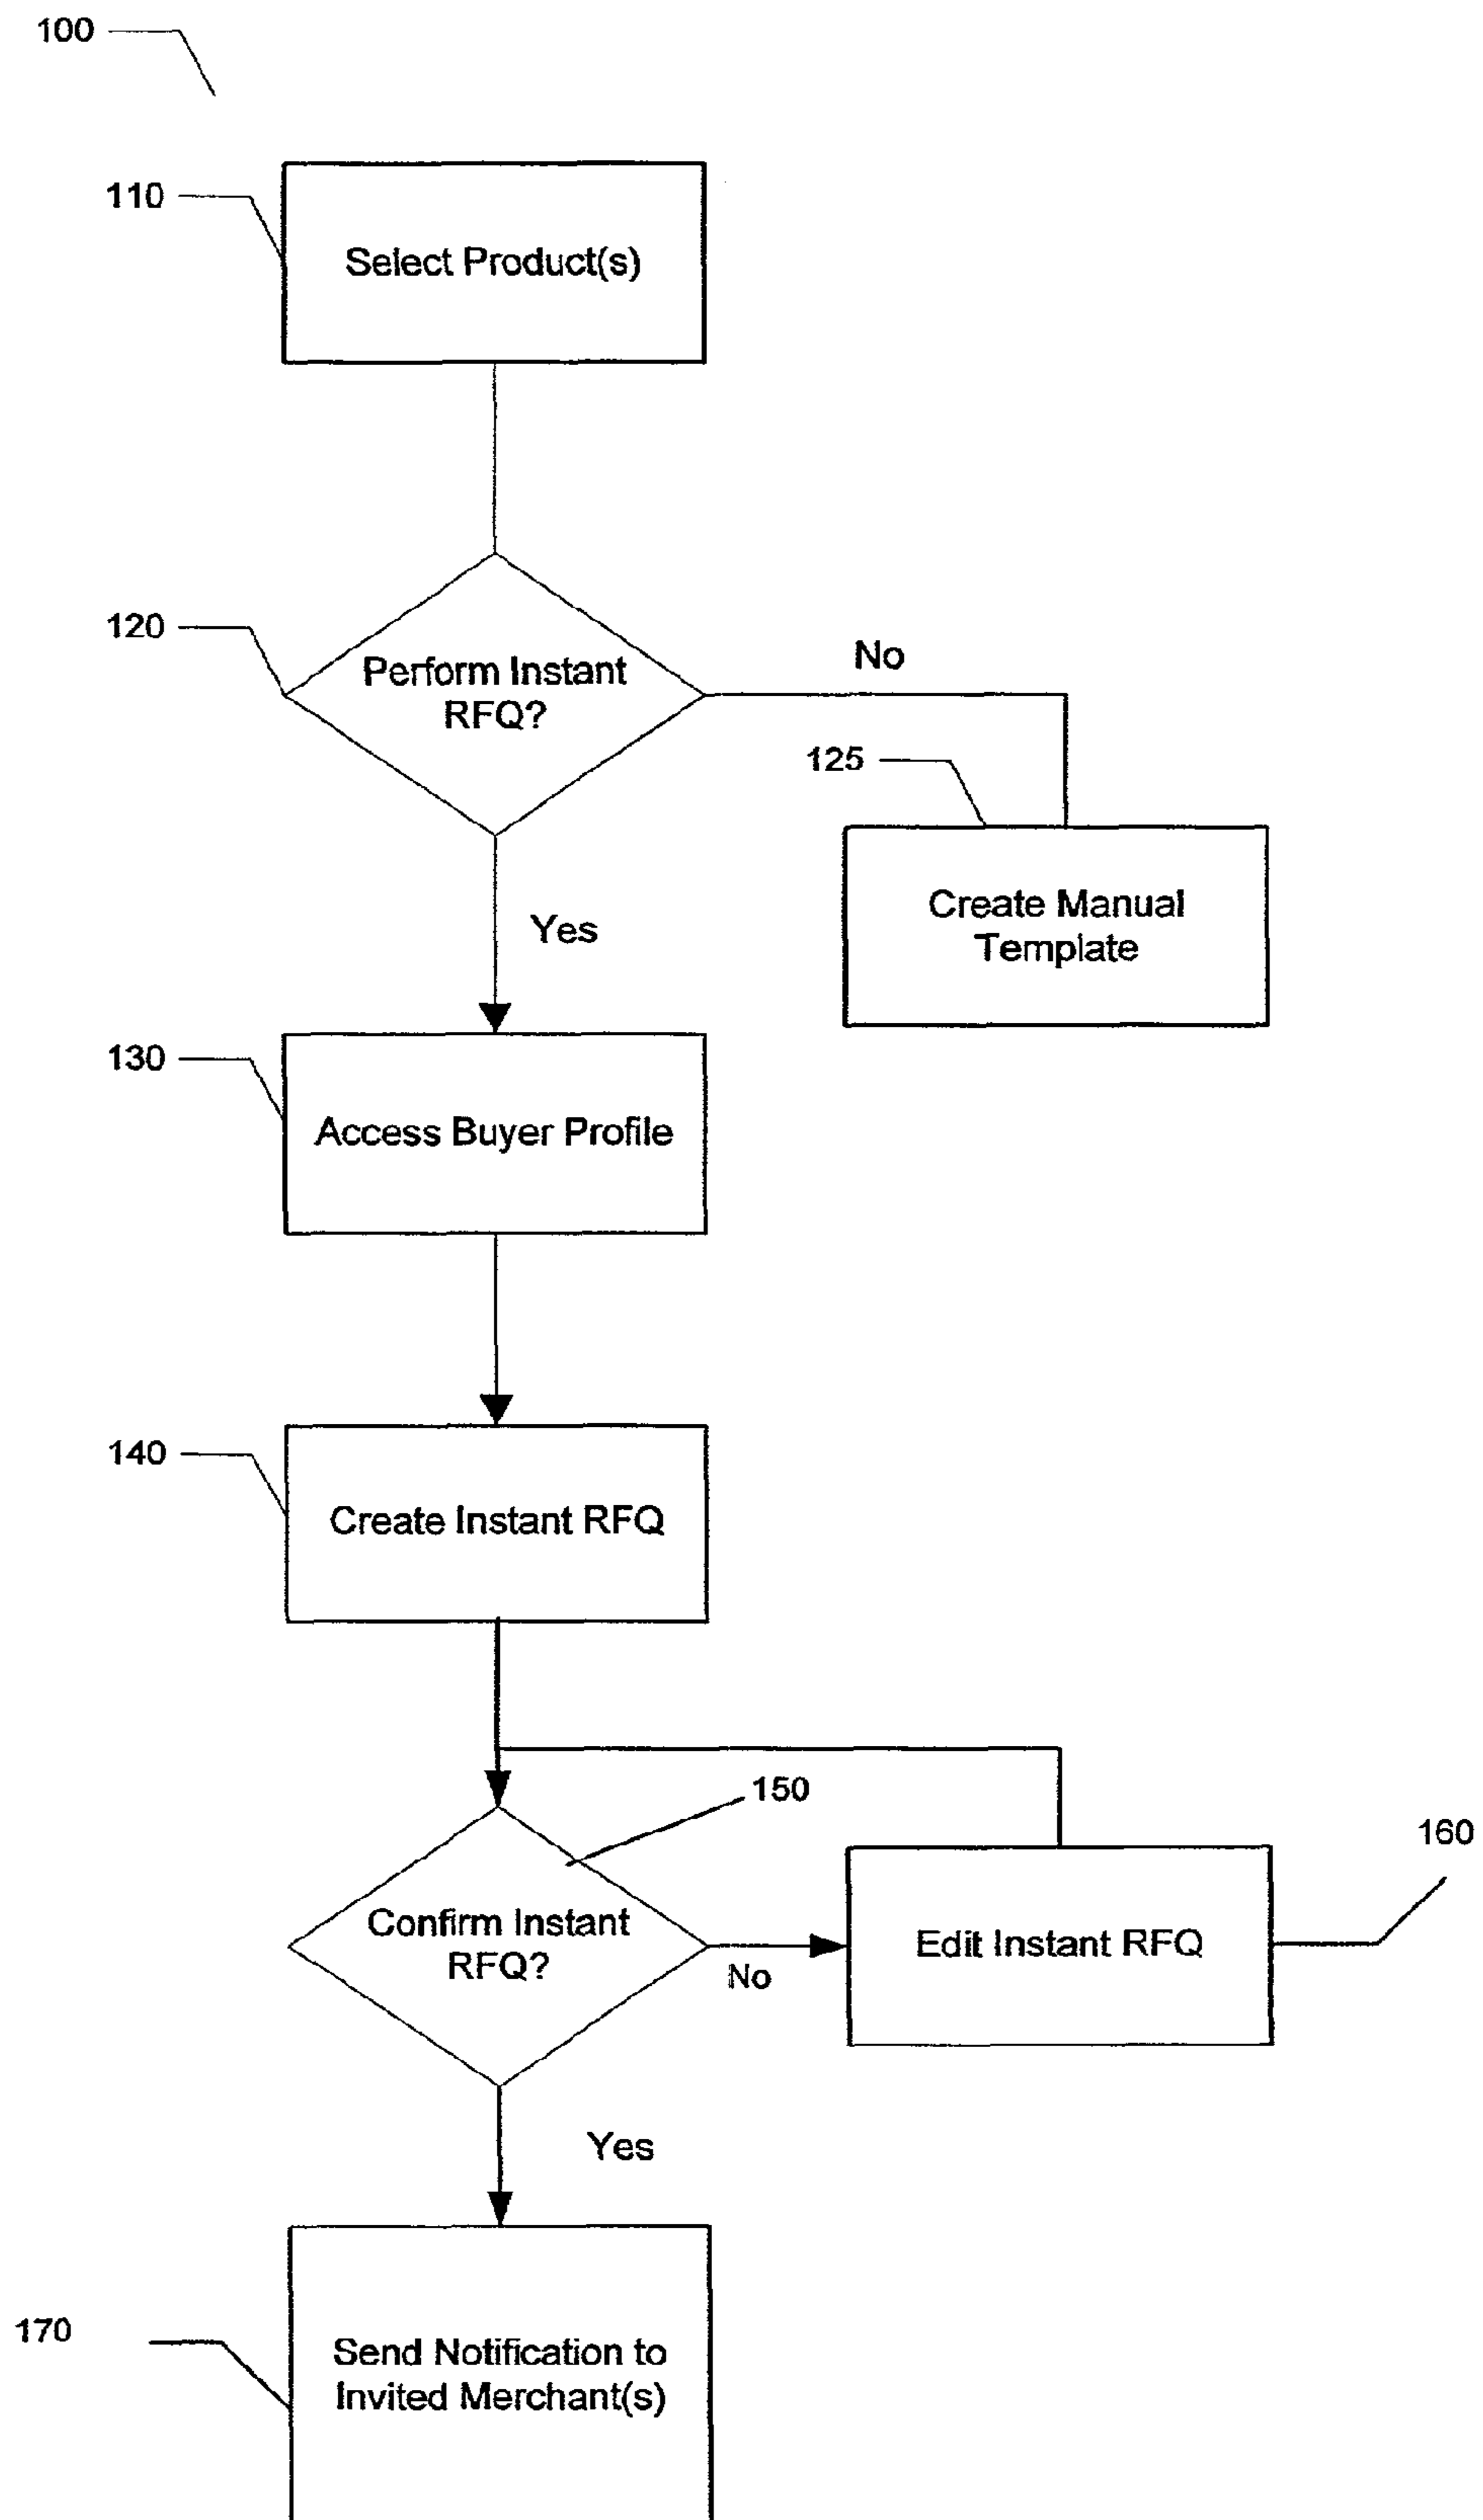 100
110
Select Product(s)
120
Perform Instant
RFQ?
No
125
Create Manual
Template
Yes
130
Access Buyer Profile
140
Create Instant RFQ
150
160
Confirm Instant
RFQ?
No
Edit Instant RFQ
Yes
170
Send Notification to
Invited Merchant(s)